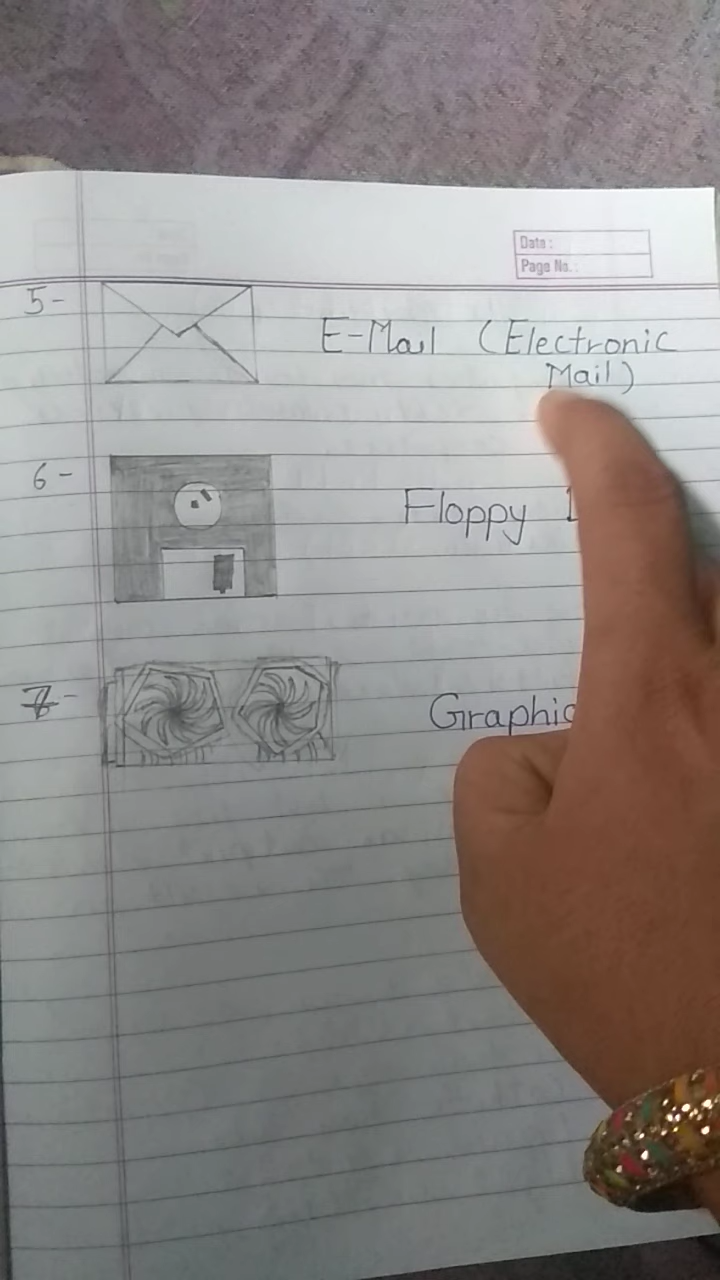 Date :
Page No. :
5-
E-Mail (Electronic
Mail)
6-
Floppy
7-
Graphic